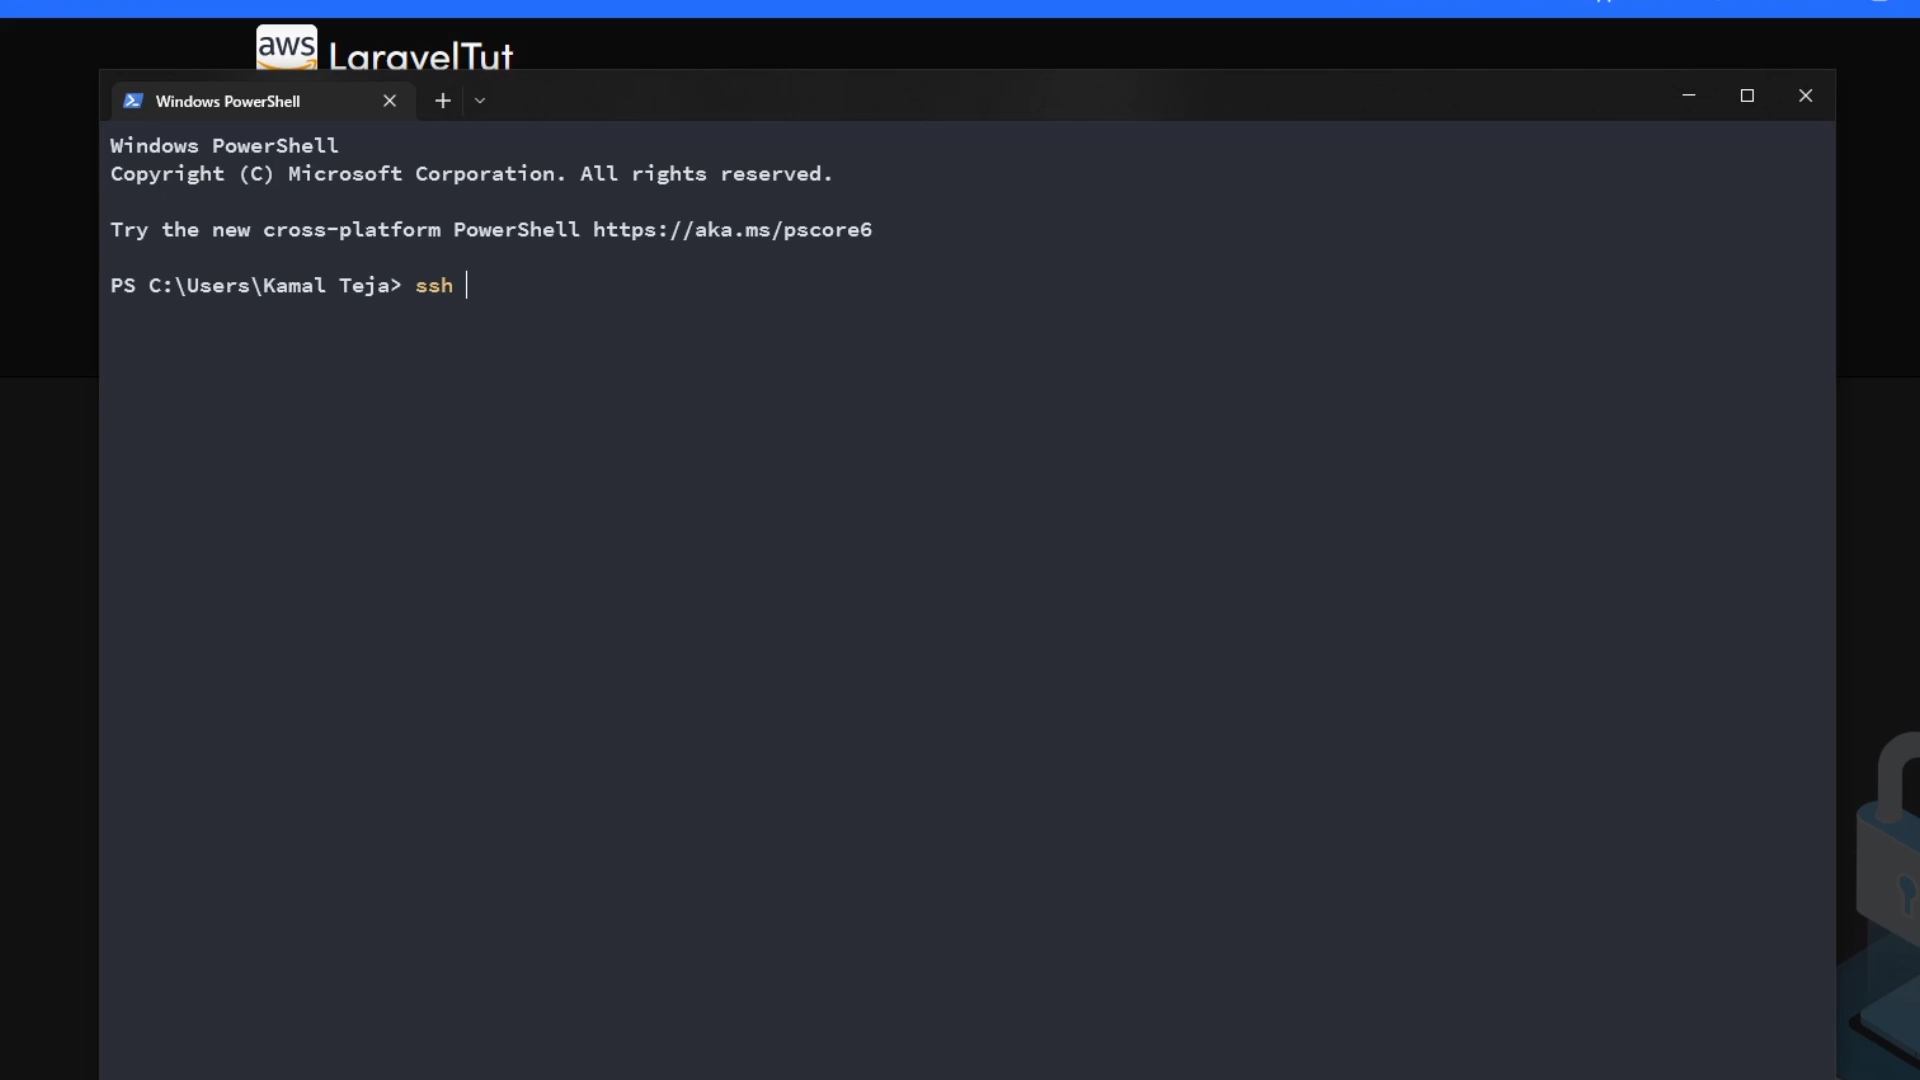 aws LaravelTut
Windows PowerShell
Windows PowerShell
Copyright (C) Microsoft Corporation. All rights reserved.
Try the new cross-platform PowerShell https://aka.ms/pscore6
PS C:\Users\Kamal Teja> ssh